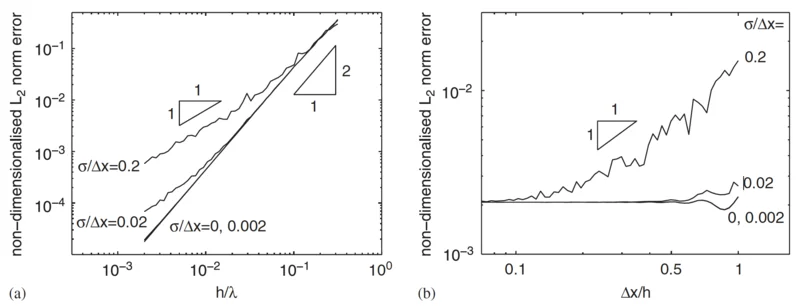 (a)
non−dimensionalised L2 norm error
10−1
10−2
10−3
10−4
1
1
2
1
σ/Δx=0.2
σ/Δx=0.02
σ/Δx=0, 0.002
10−3
10−2
10−1
100
h/λ
(b)
non−dimensionalised L2 norm error
10−2
10−3
σ/Δx=
0.2
1
1
0.02
0, 0.002
0.1
0.5
1
Δx/h